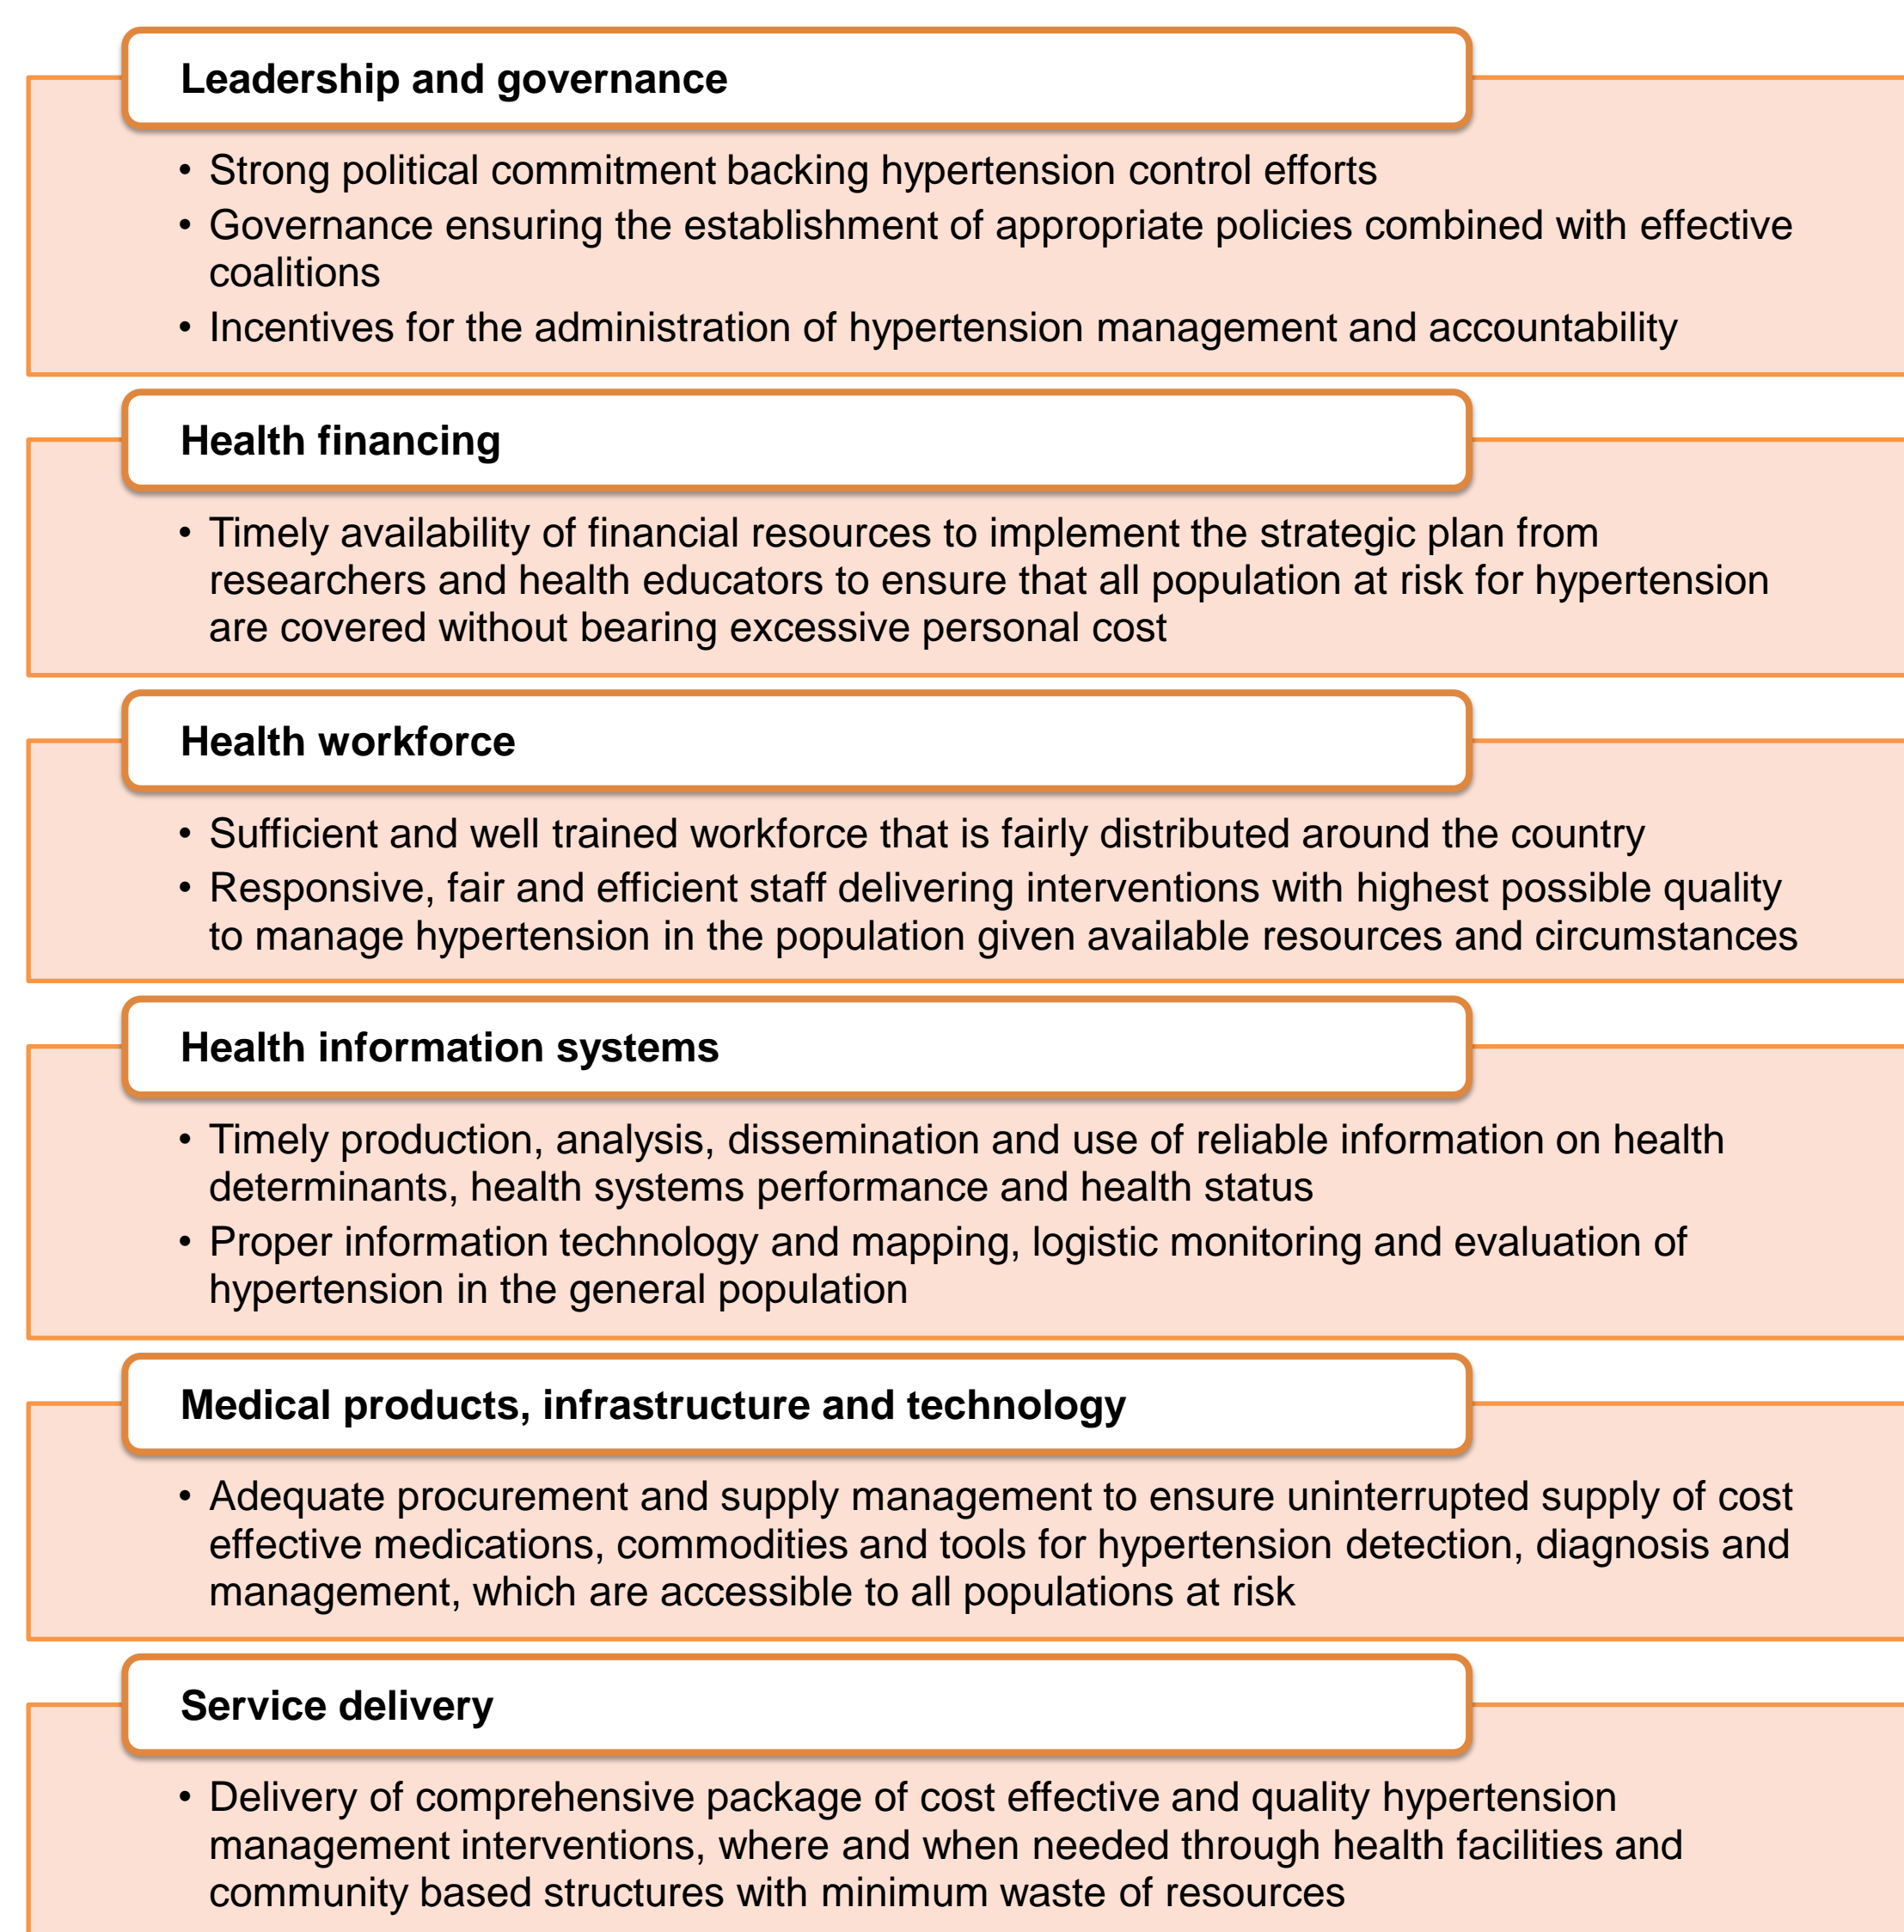 Leadership and governance
• Strong political commitment backing hypertension control efforts
• Governance ensuring the establishment of appropriate policies combined with effective
coalitions
• Incentives for the administration of hypertension management and accountability
Health financing
• Timely availability of financial resources to implement the strategic plan from
researchers and health educators to ensure that all population at risk for hypertension
are covered without bearing excessive personal cost
Health workforce
• Sufficient and well trained workforce that is fairly distributed around the country
• Responsive, fair and efficient staff delivering interventions with highest possible quality
to manage hypertension in the population given available resources and circumstances
Health information systems
• Timely production, analysis, dissemination and use of reliable information on health
determinants, health systems performance and health status
• Proper information technology and mapping, logistic monitoring and evaluation of
hypertension in the general population
Medical products, infrastructure and technology
• Adequate procurement and supply management to ensure uninterrupted supply of cost
effective medications, commodities and tools for hypertension detection, diagnosis and
management, which are accessible to all populations at risk
Service delivery
• Delivery of comprehensive package of cost effective and quality hypertension
management interventions, where and when needed through health facilities and
community based structures with minimum waste of resources